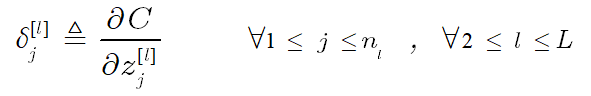 δ_j^{[l]} ≜ ∂C / ∂z_j^{[l]} ∀1 ≤ j ≤ n_l , ∀2 ≤ l ≤ L